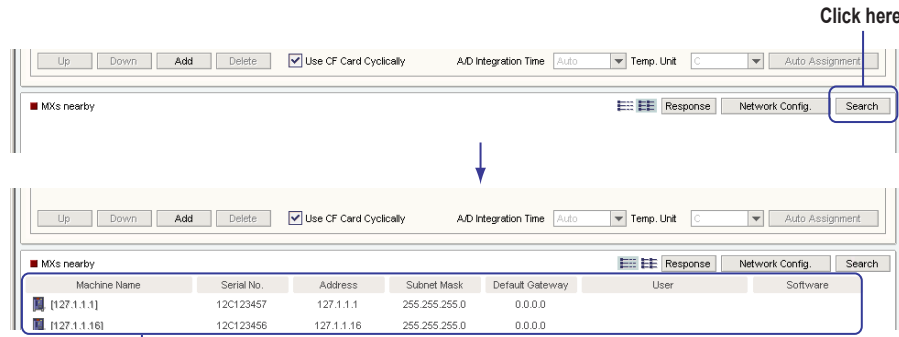 Click here
Up Down Add Delete Use CF Card Cyclically A/D Integration Time Auto Temp. Unit C Auto Assignment
MXs nearby Response Network Config. Search
Up Down Add Delete Use CF Card Cyclically A/D Integration Time Auto Temp. Unit C Auto Assignment
MXs nearby Response Network Config. Search
Machine Name Serial No. Address Subnet Mask Default Gateway User Software
[127.1.1.1] 12C123457 127.1.1.1 255.255.255.0 0.0.0.0
[127.1.1.16] 12C123456 127.1.1.16 255.255.255.0 0.0.0.0